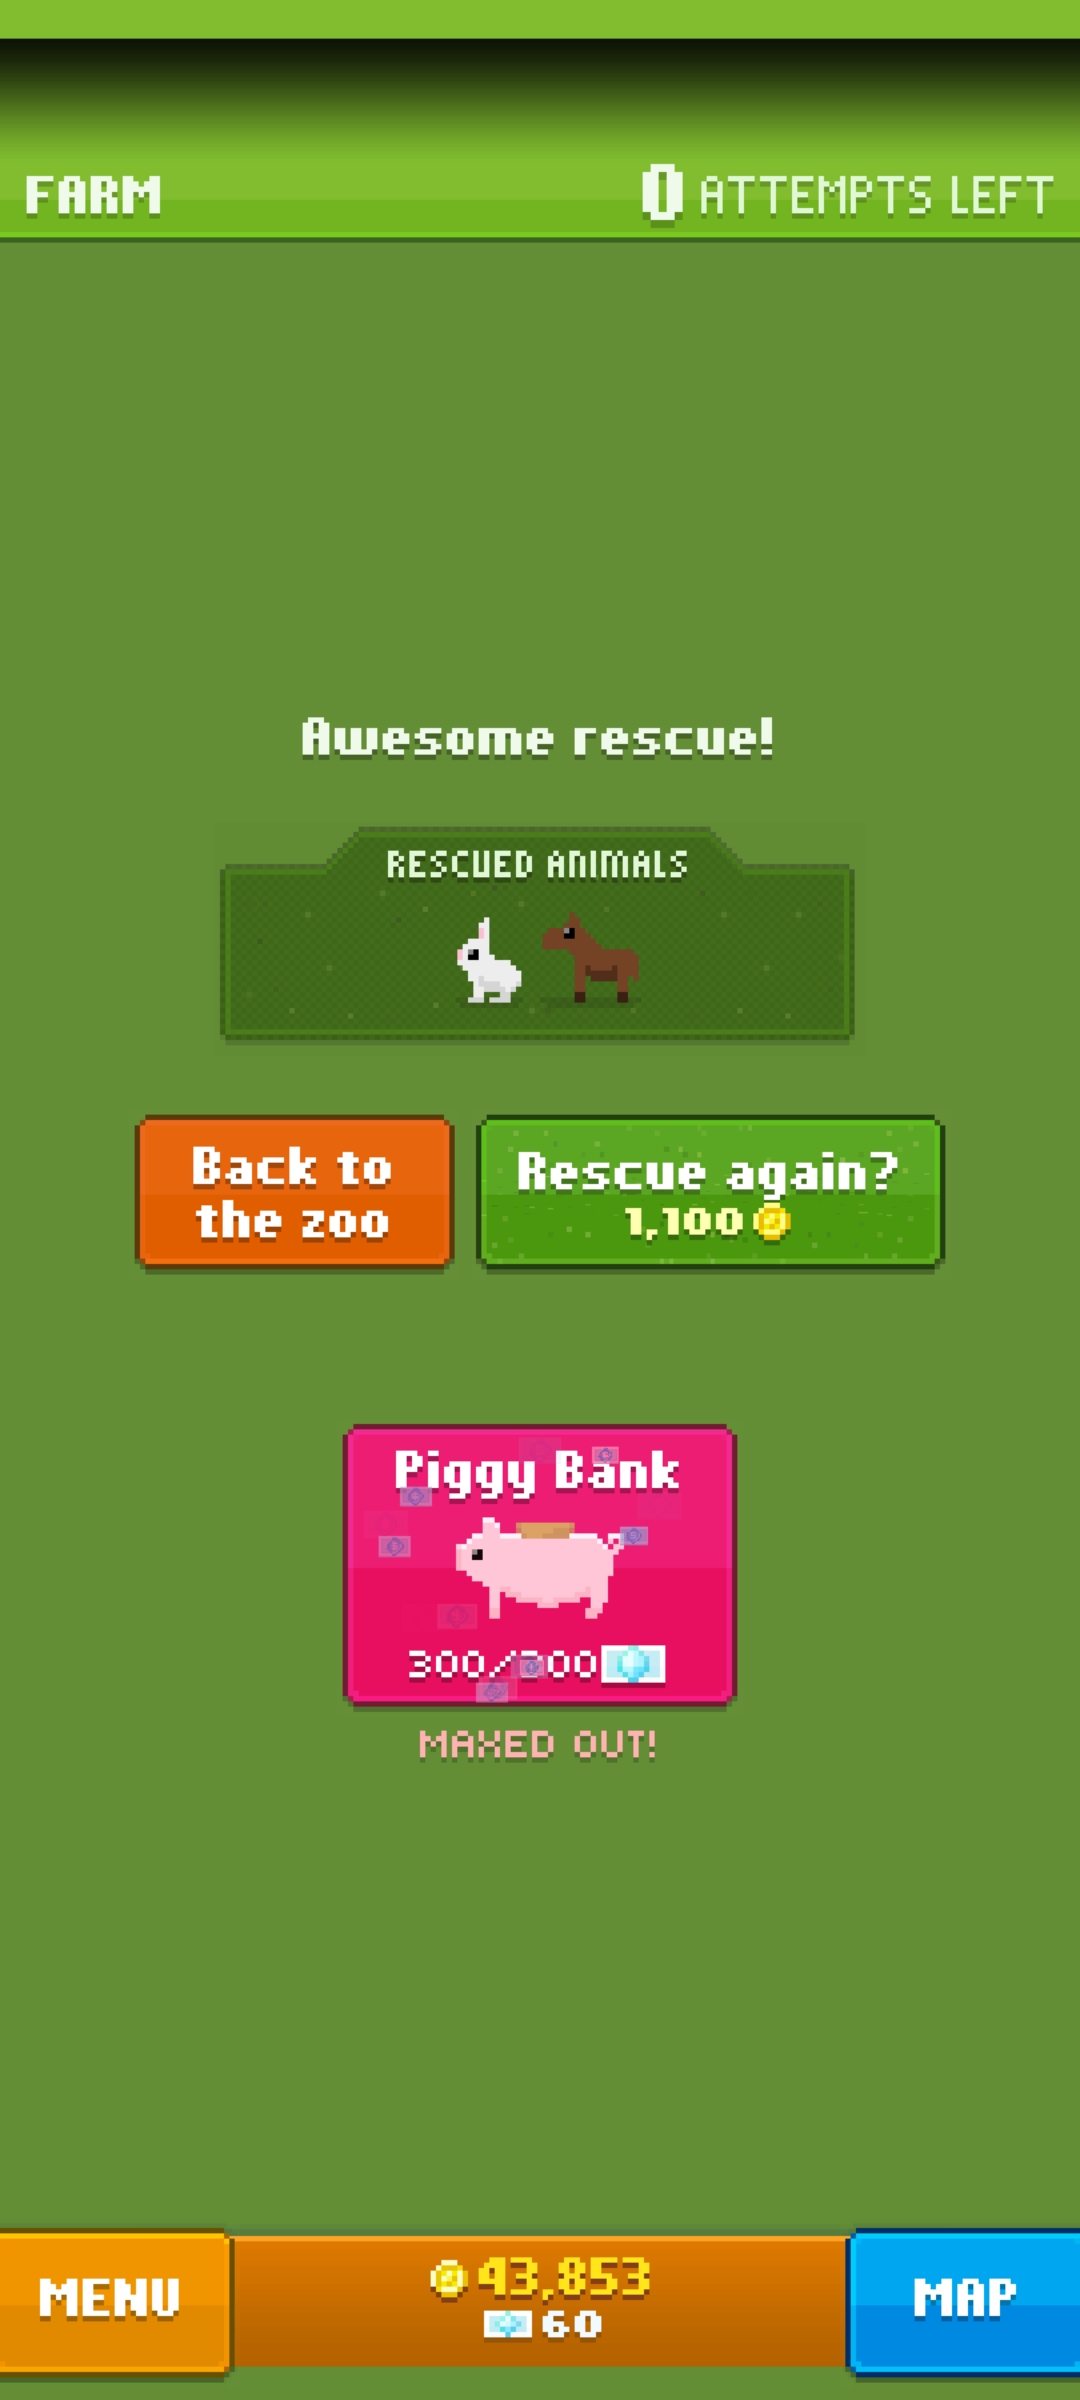 FARM
0 ATTEMPTS LEFT
Awesome rescue!
RESCUED ANIMALS
Back to
the zoo
Rescue again?
1,100
Piggy Bank
300/300
MAXED OUT!
MENU
43,853
60
MAP